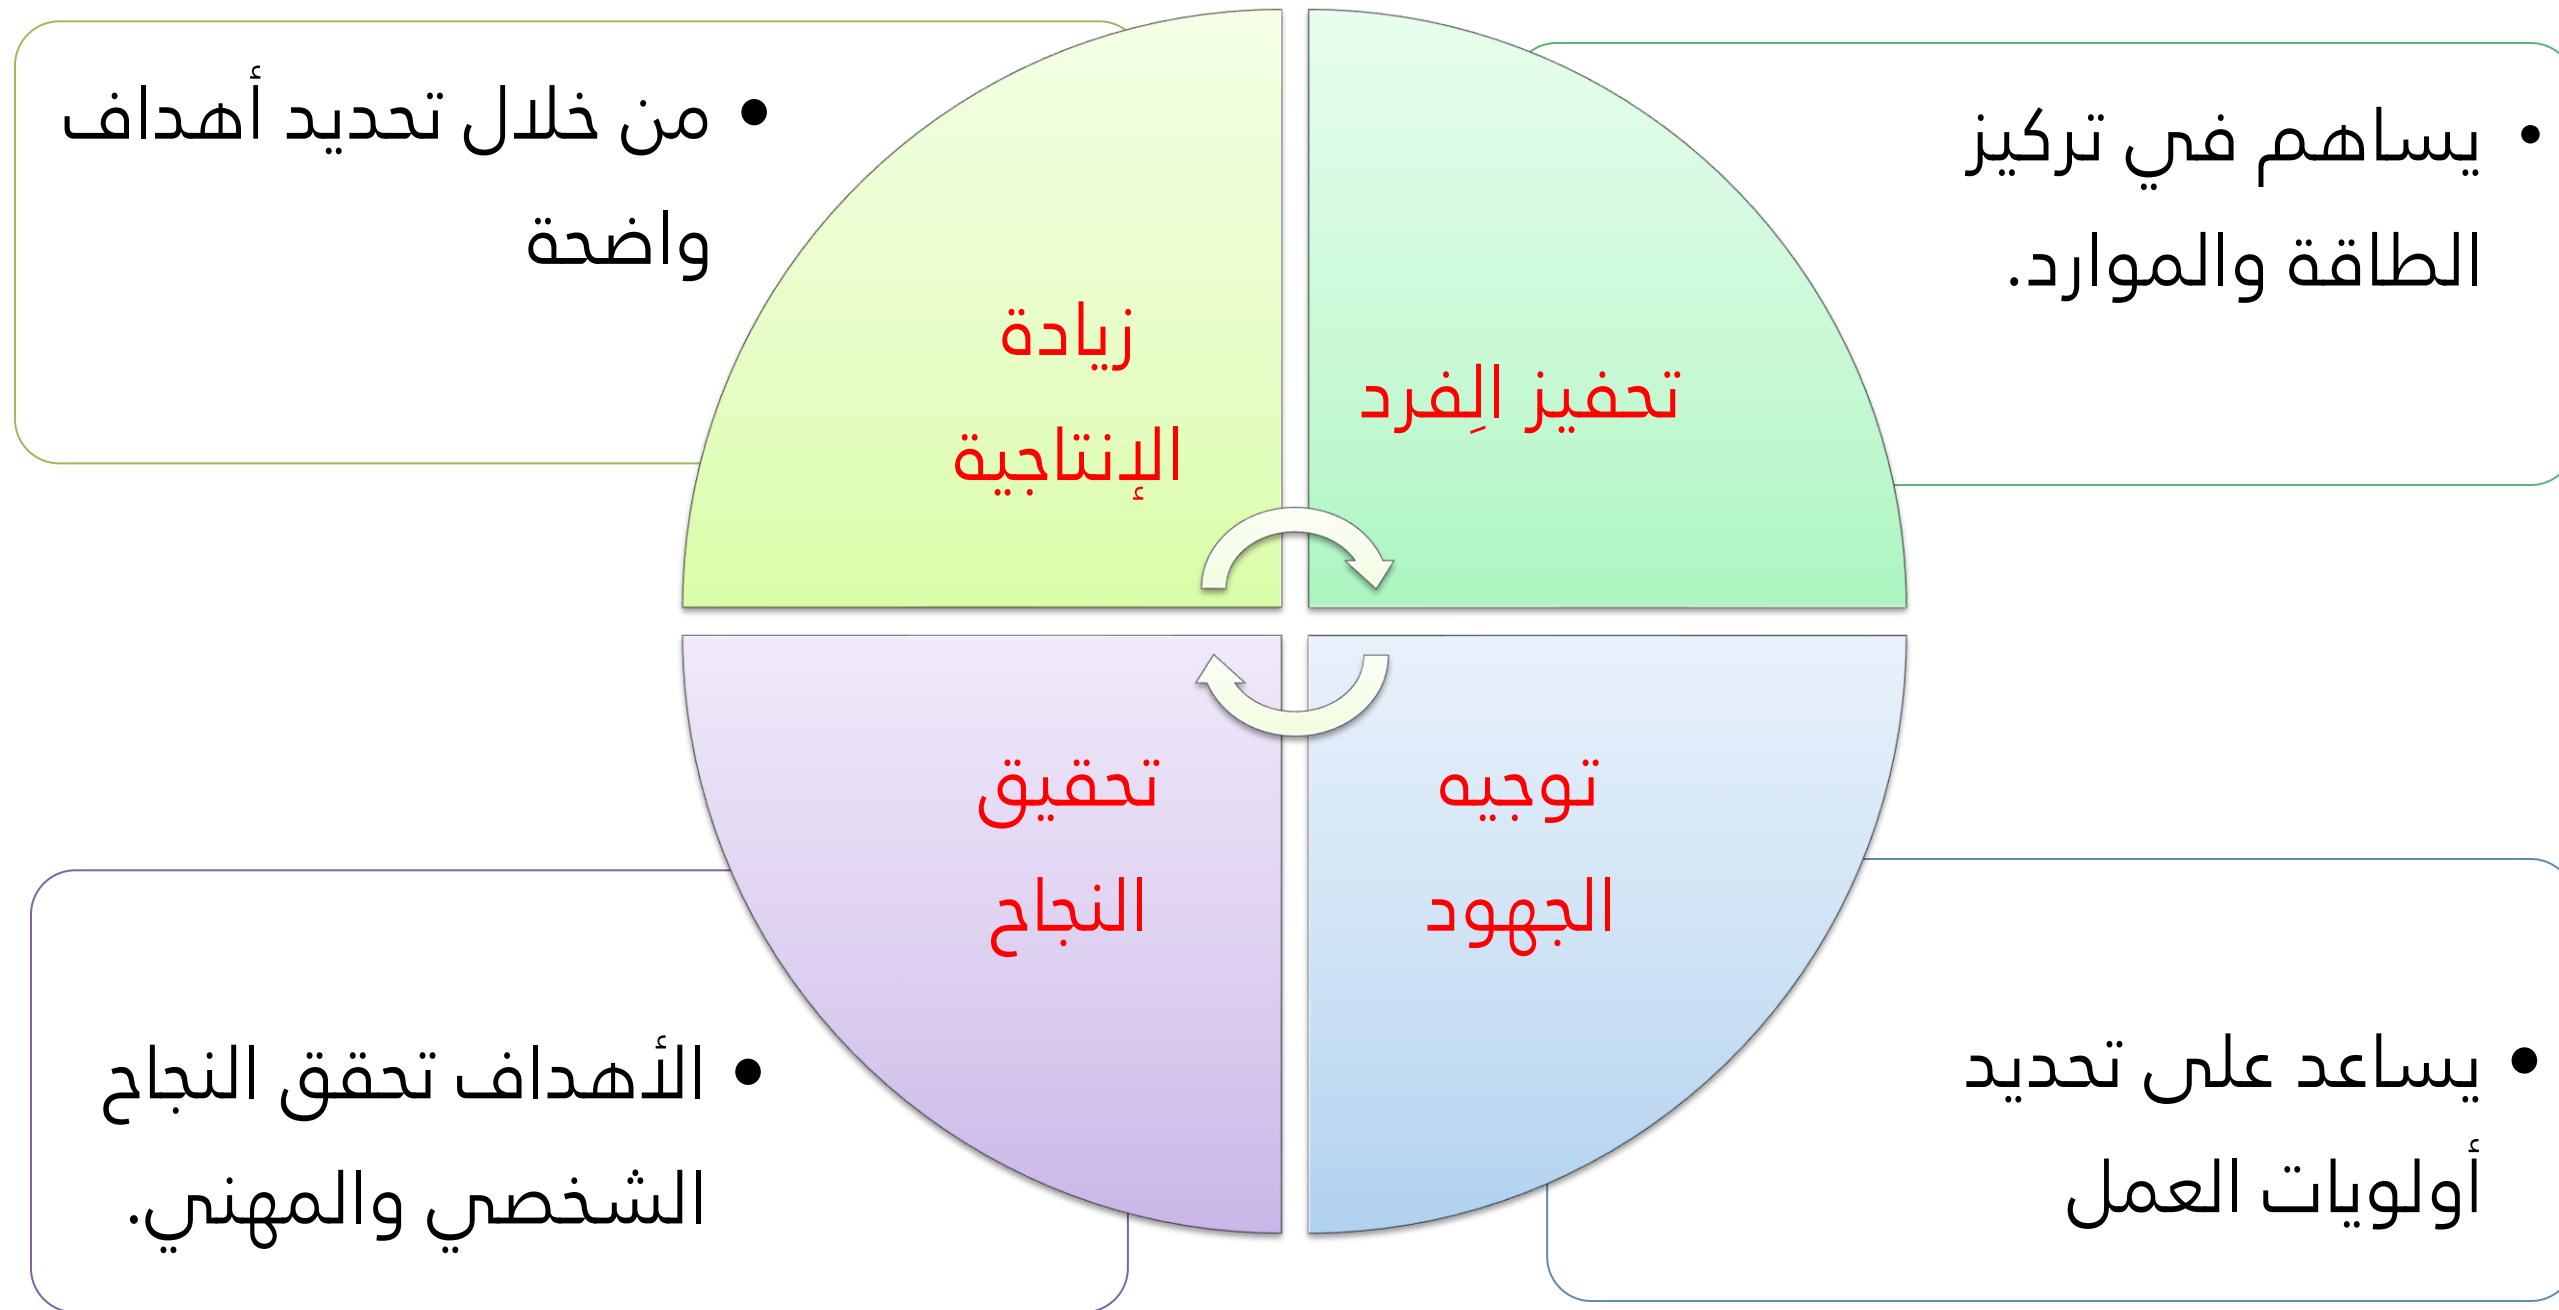 يساهم في تركيز
الطاقة والموارد.
تحفيز الِفرد
من خلال تحديد أهداف
واضحة
زيادة
الإنتاجية
يساعد على تحديد
أولويات العمل
توجيه
الجهود
الأهداف تحقق النجاح
الشخصي والمهني.
تحقيق
النجاح